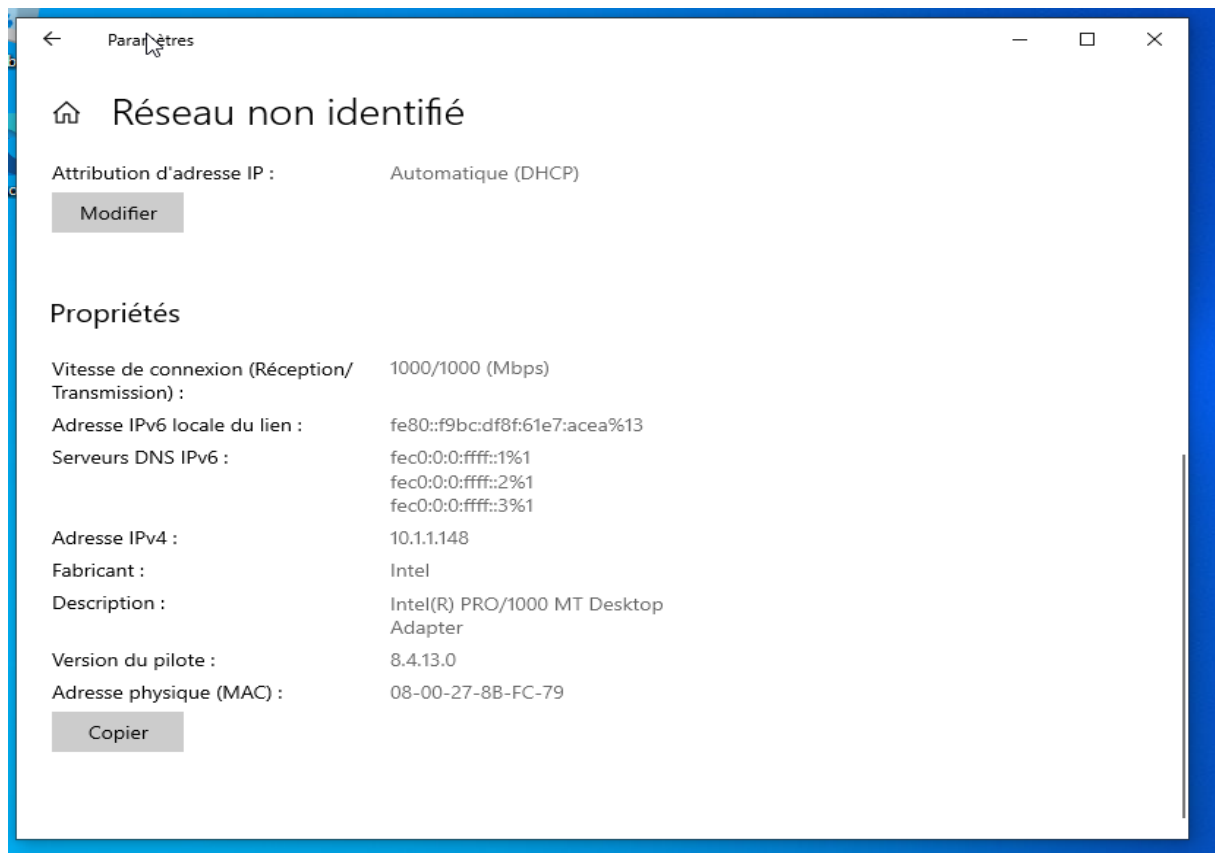 Paramètres
Réseau non identifié
Attribution d'adresse IP : Automatique (DHCP)
Modifier
Propriétés
Vitesse de connexion (Réception/ 1000/1000 (Mbps)
Transmission) :
Adresse IPv6 locale du lien : fe80::f9bc:df8f:61e7:acea%13
Serveurs DNS IPv6 : fec0:0:0:ffff::1%1
fec0:0:0:ffff::2%1
fec0:0:0:ffff::3%1
Adresse IPv4 : 10.1.1.148
Fabricant : Intel
Description : Intel(R) PRO/1000 MT Desktop
Adapter
Version du pilote : 8.4.13.0
Adresse physique (MAC) : 08-00-27-8B-FC-79
Copier